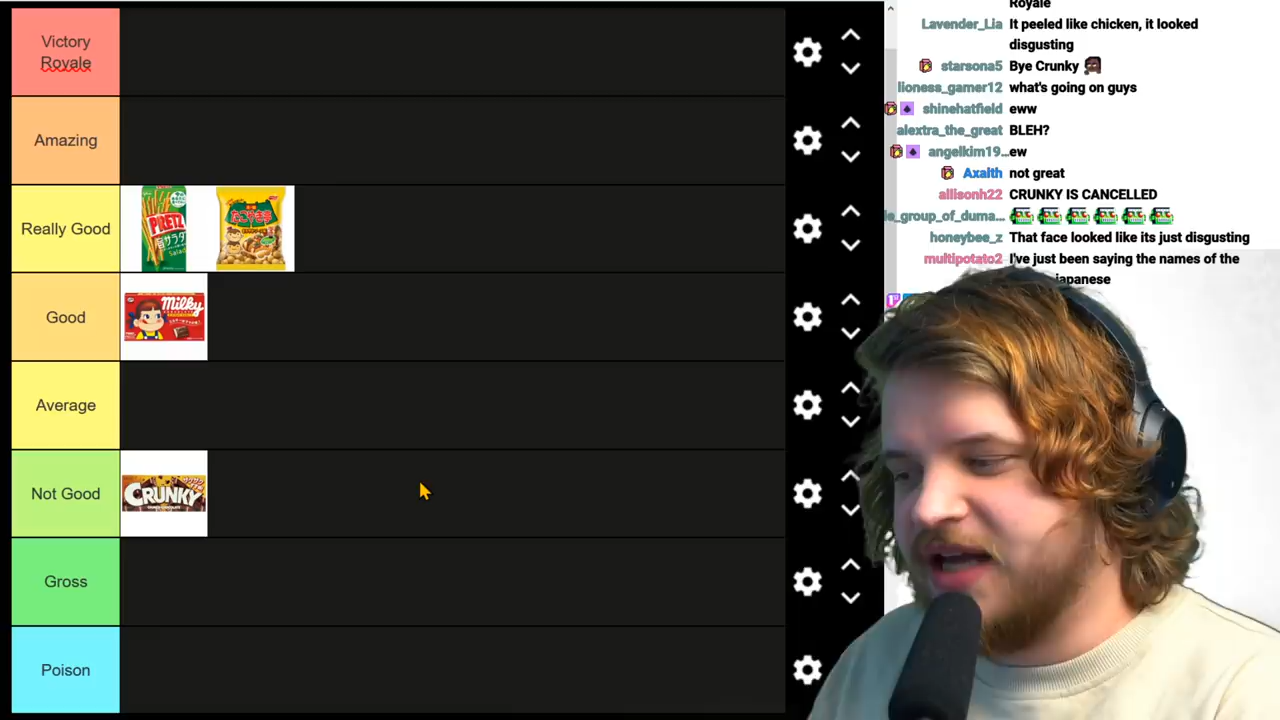 Victory
Royale
Amazing
Really Good
PRETZ
Salad
Good
Milky
Average
Not Good
CRUNKY
Gross
Poison
Royale
Lavender_Lia It peeled like chicken, it looked
disgusting
starsona5 Bye Crunky
lioness_gamer12 what's going on guys
shinehatfield eww
alextra_the_great BLEH?
angelkim19... ew
Axalth not great
allisonh22 CRUNKY IS CANCELLED
le_group_of_duma...
honeybee_z That face looked like its just disgusting
multipotato2 I've just been saying the names of the
japanese